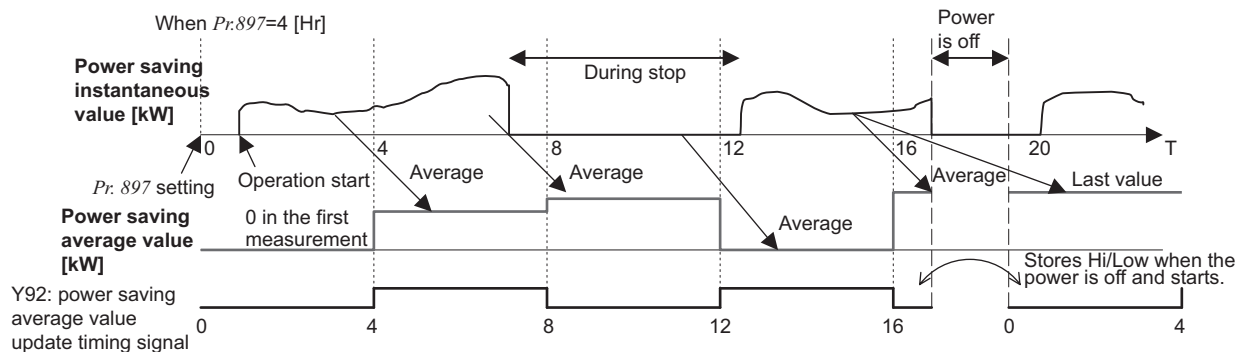 When Pr.897=4 [Hr]
Power
is off
Power saving
instantaneous
value [kW]
During stop
0 4 8 12 16 20 T
Pr. 897 setting
Operation start
Average
Average
Average
Average
Last value
Power saving
average value
[kW]
0 in the first
measurement
Stores Hi/Low when the
power is off and starts.
Y92: power saving
average value
update timing signal
0 4 8 12 16 0 4